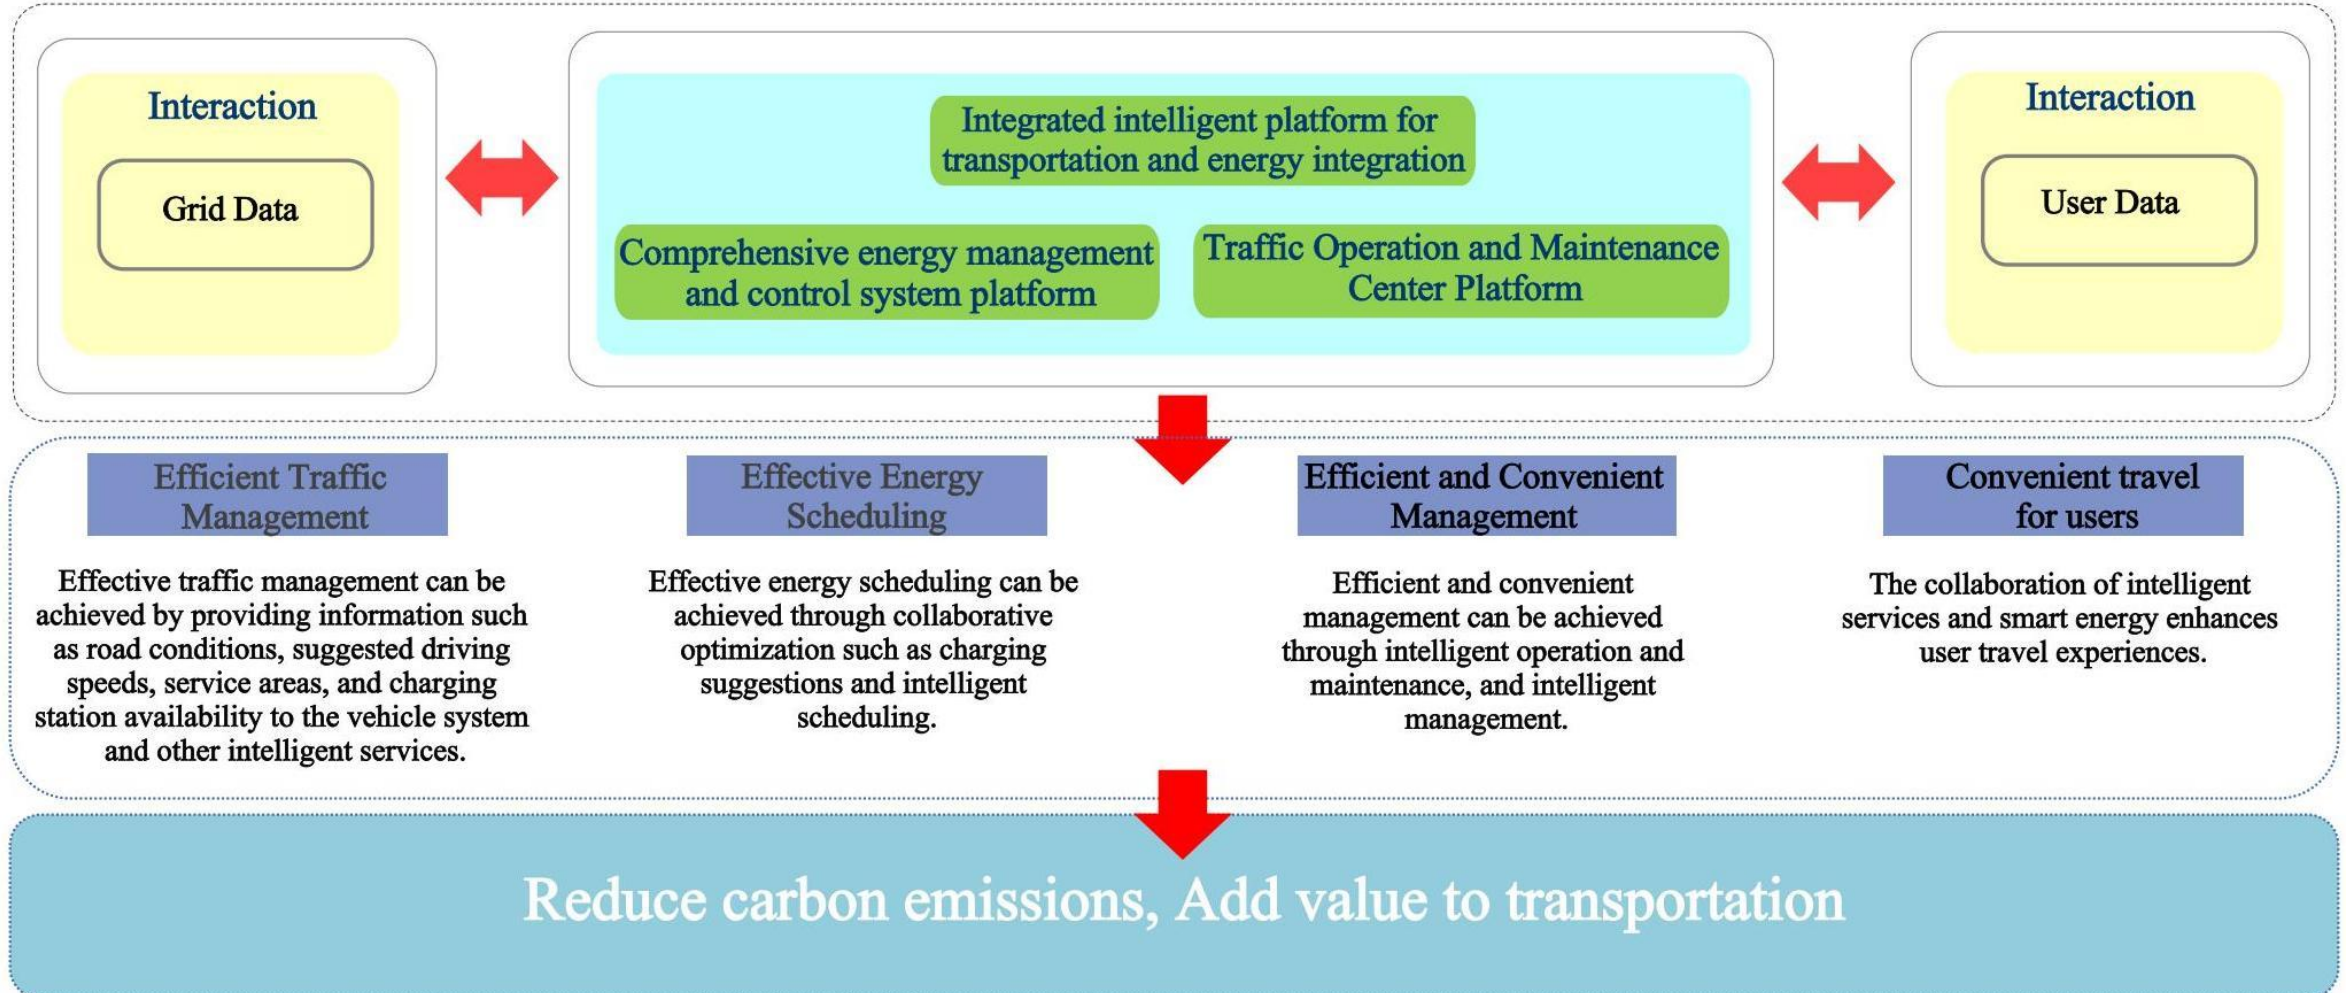 Interaction
Grid Data
Integrated intelligent platform for
transportation and energy integration
Comprehensive energy management
and control system platform
Traffic Operation and Maintenance
Center Platform
Interaction
User Data
Efficient Traffic
Management
Effective traffic management can be
achieved by providing information such
as road conditions, suggested driving
speeds, service areas, and charging
station availability to the vehicle system
and other intelligent services.
Effective Energy
Scheduling
Effective energy scheduling can be
achieved through collaborative
optimization such as charging
suggestions and intelligent
scheduling.
Efficient and Convenient
Management
Efficient and convenient
management can be achieved
through intelligent operation and
maintenance, and intelligent
management.
Convenient travel
for users
The collaboration of intelligent
services and smart energy enhances
user travel experiences.
Reduce carbon emissions, Add value to transportation